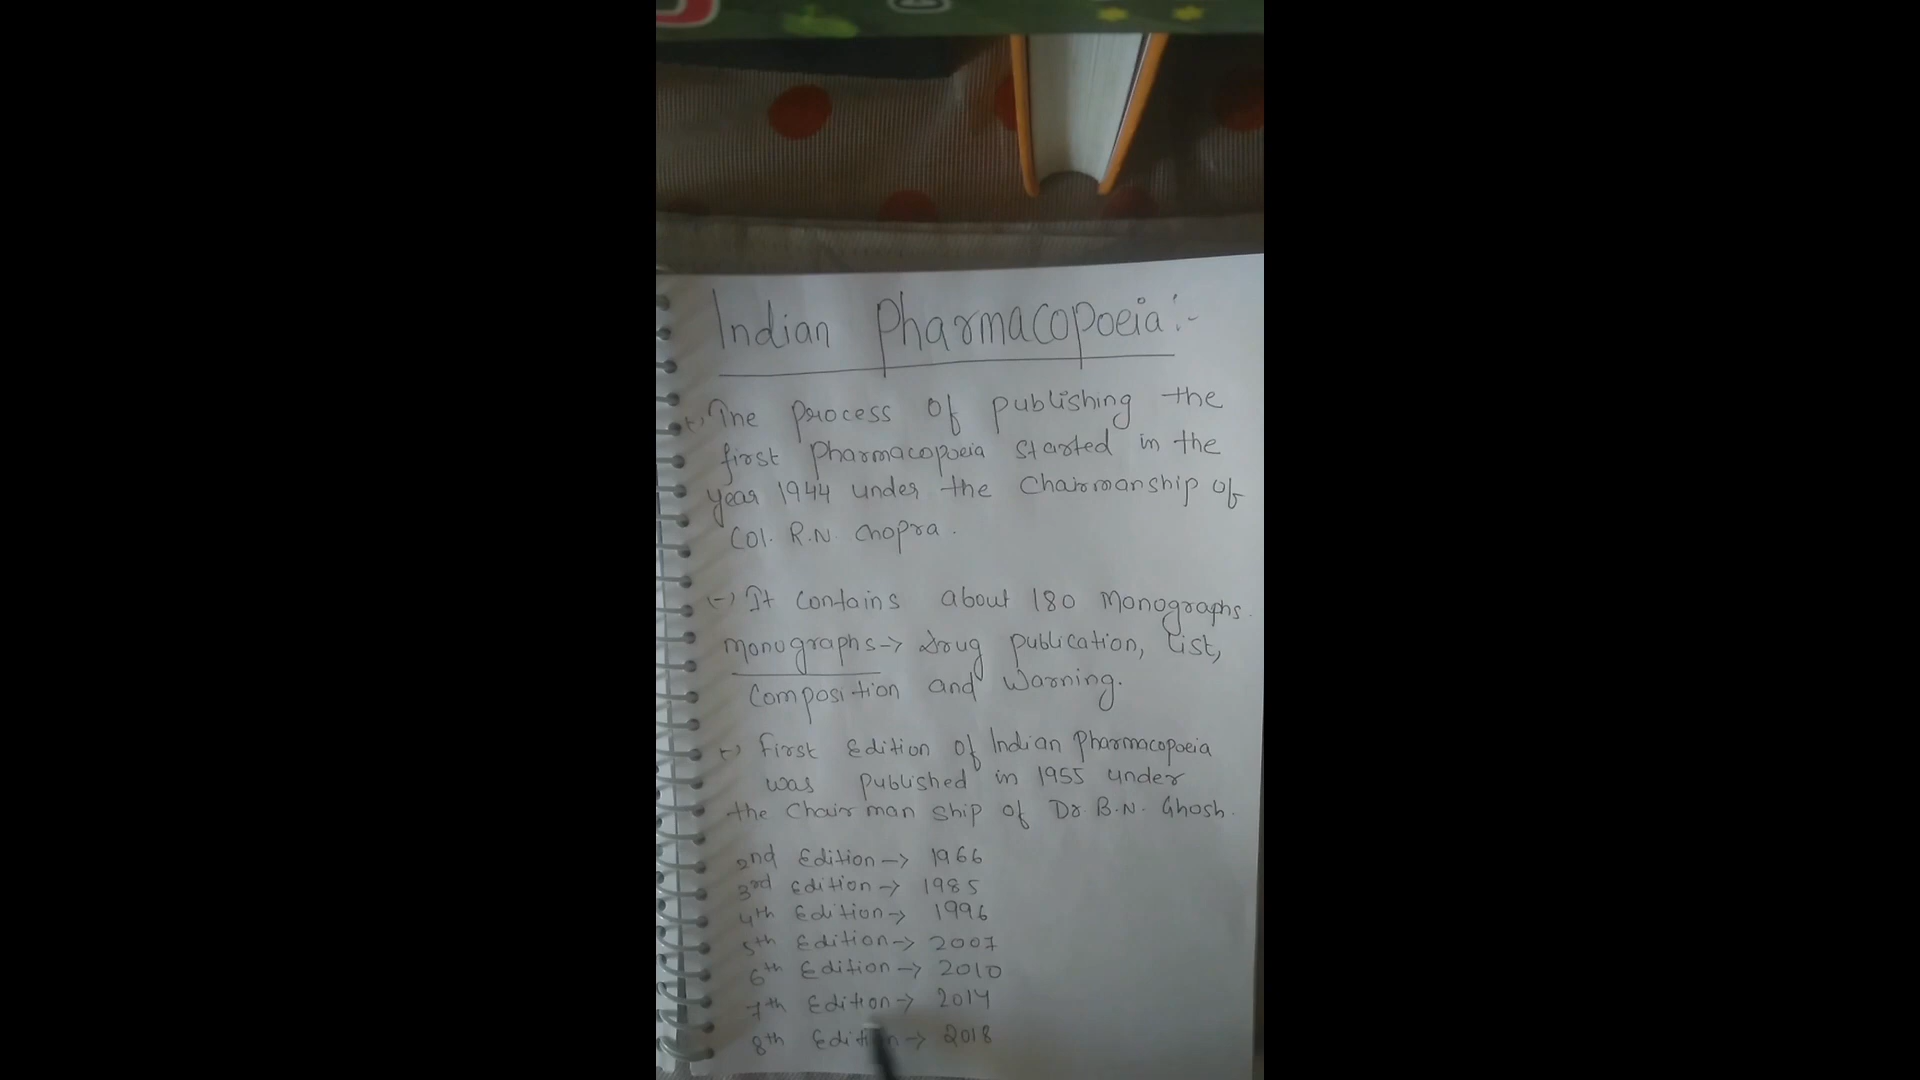 Indian Pharmacopoeia:-
The process of publishing the
first pharmacopoeia started in the
year 1944 under the Chairmanship of
Col. R.N. Chopra.
(-) It contains about 180 Monographs.
Monographs-> drug publication, list,
Composition and Warning.
First Edition of Indian Pharmacopoeia
was published in 1955 under
the Chairman ship of Dr. B.N. Ghosh.
2nd Edition -> 1966
3rd Edition -> 1985
4th Edition -> 1996
5th Edition -> 2007
6th Edition -> 2010
7th Edition -> 2014
8th Edition -> 2018